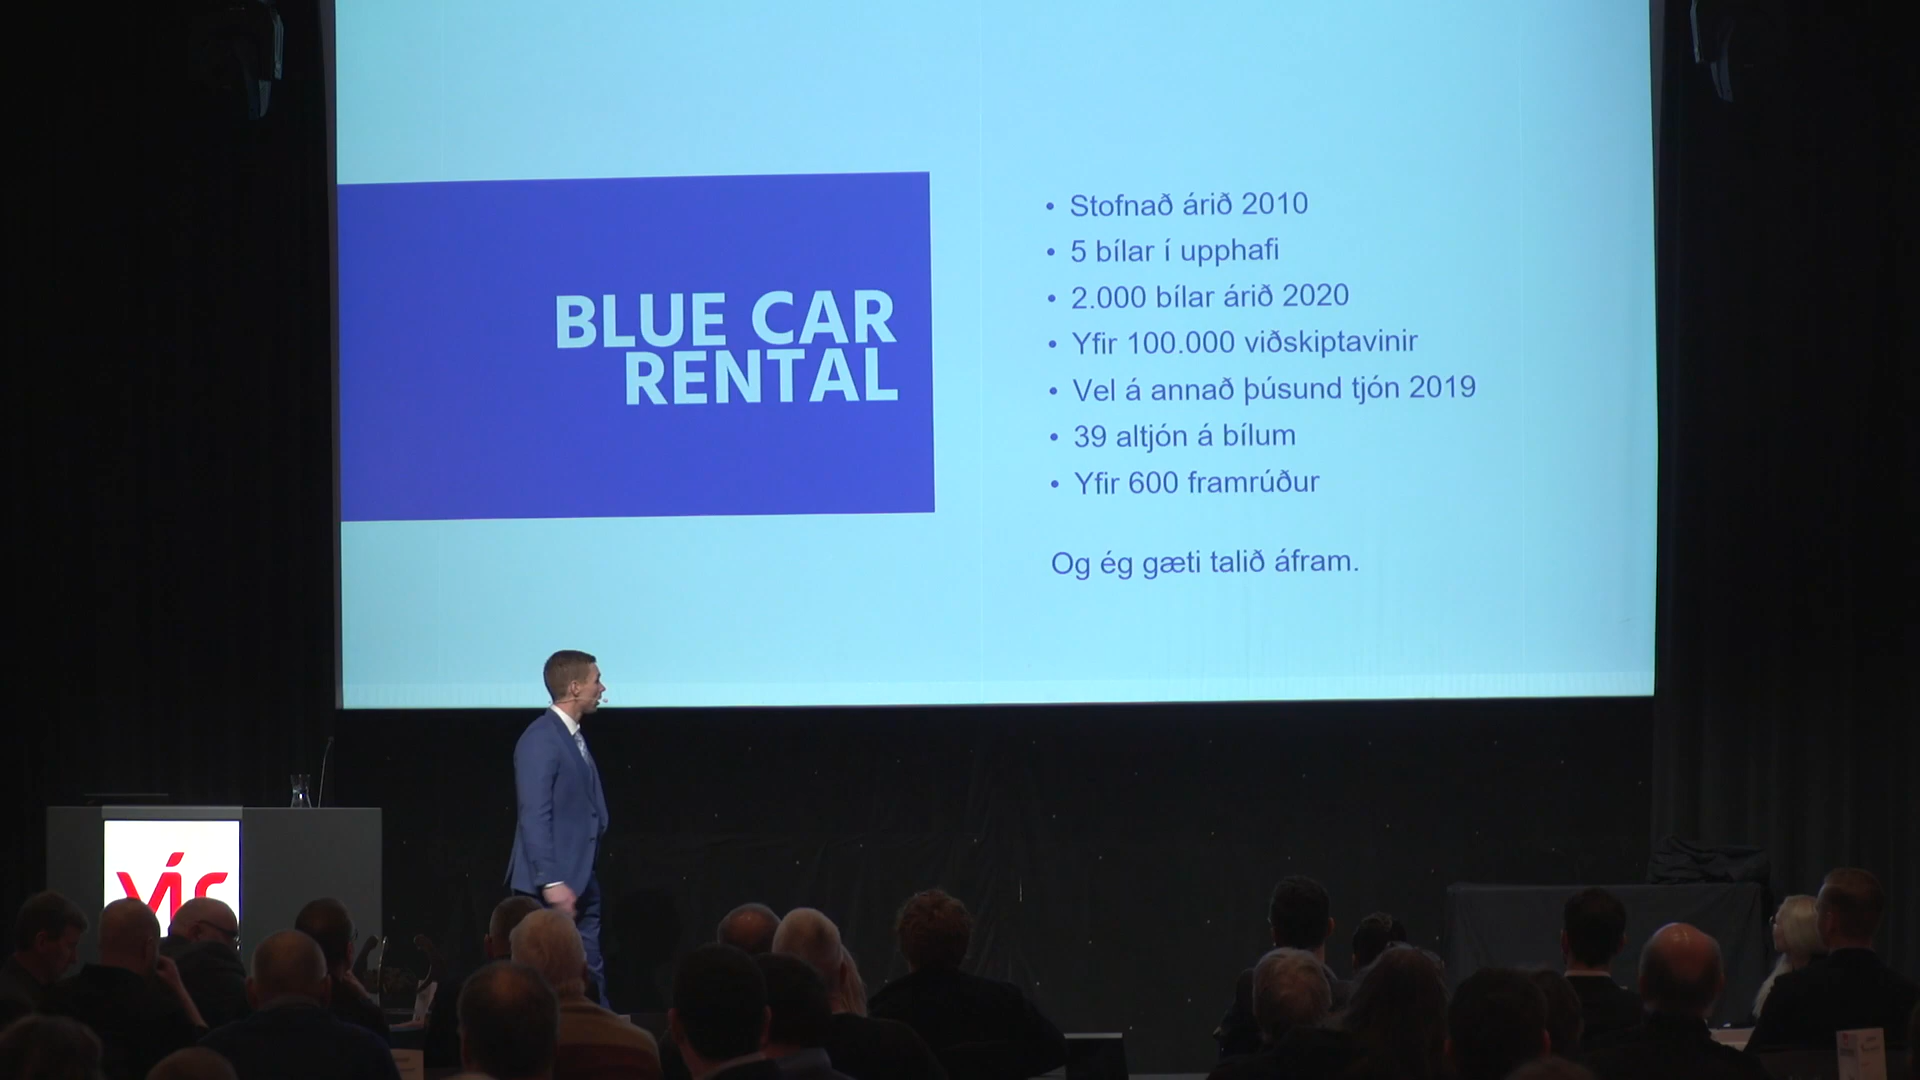 BLUE CAR
RENTAL
• Stofnað árið 2010
• 5 bílar í upphafi
• 2.000 bílar árið 2020
• Yfir 100.000 viðskiptavinir
• Vel á annað þúsund tjón 2019
• 39 altjón á bílum
• Yfir 600 framrúður
Og ég gæti talið áfram.
vís